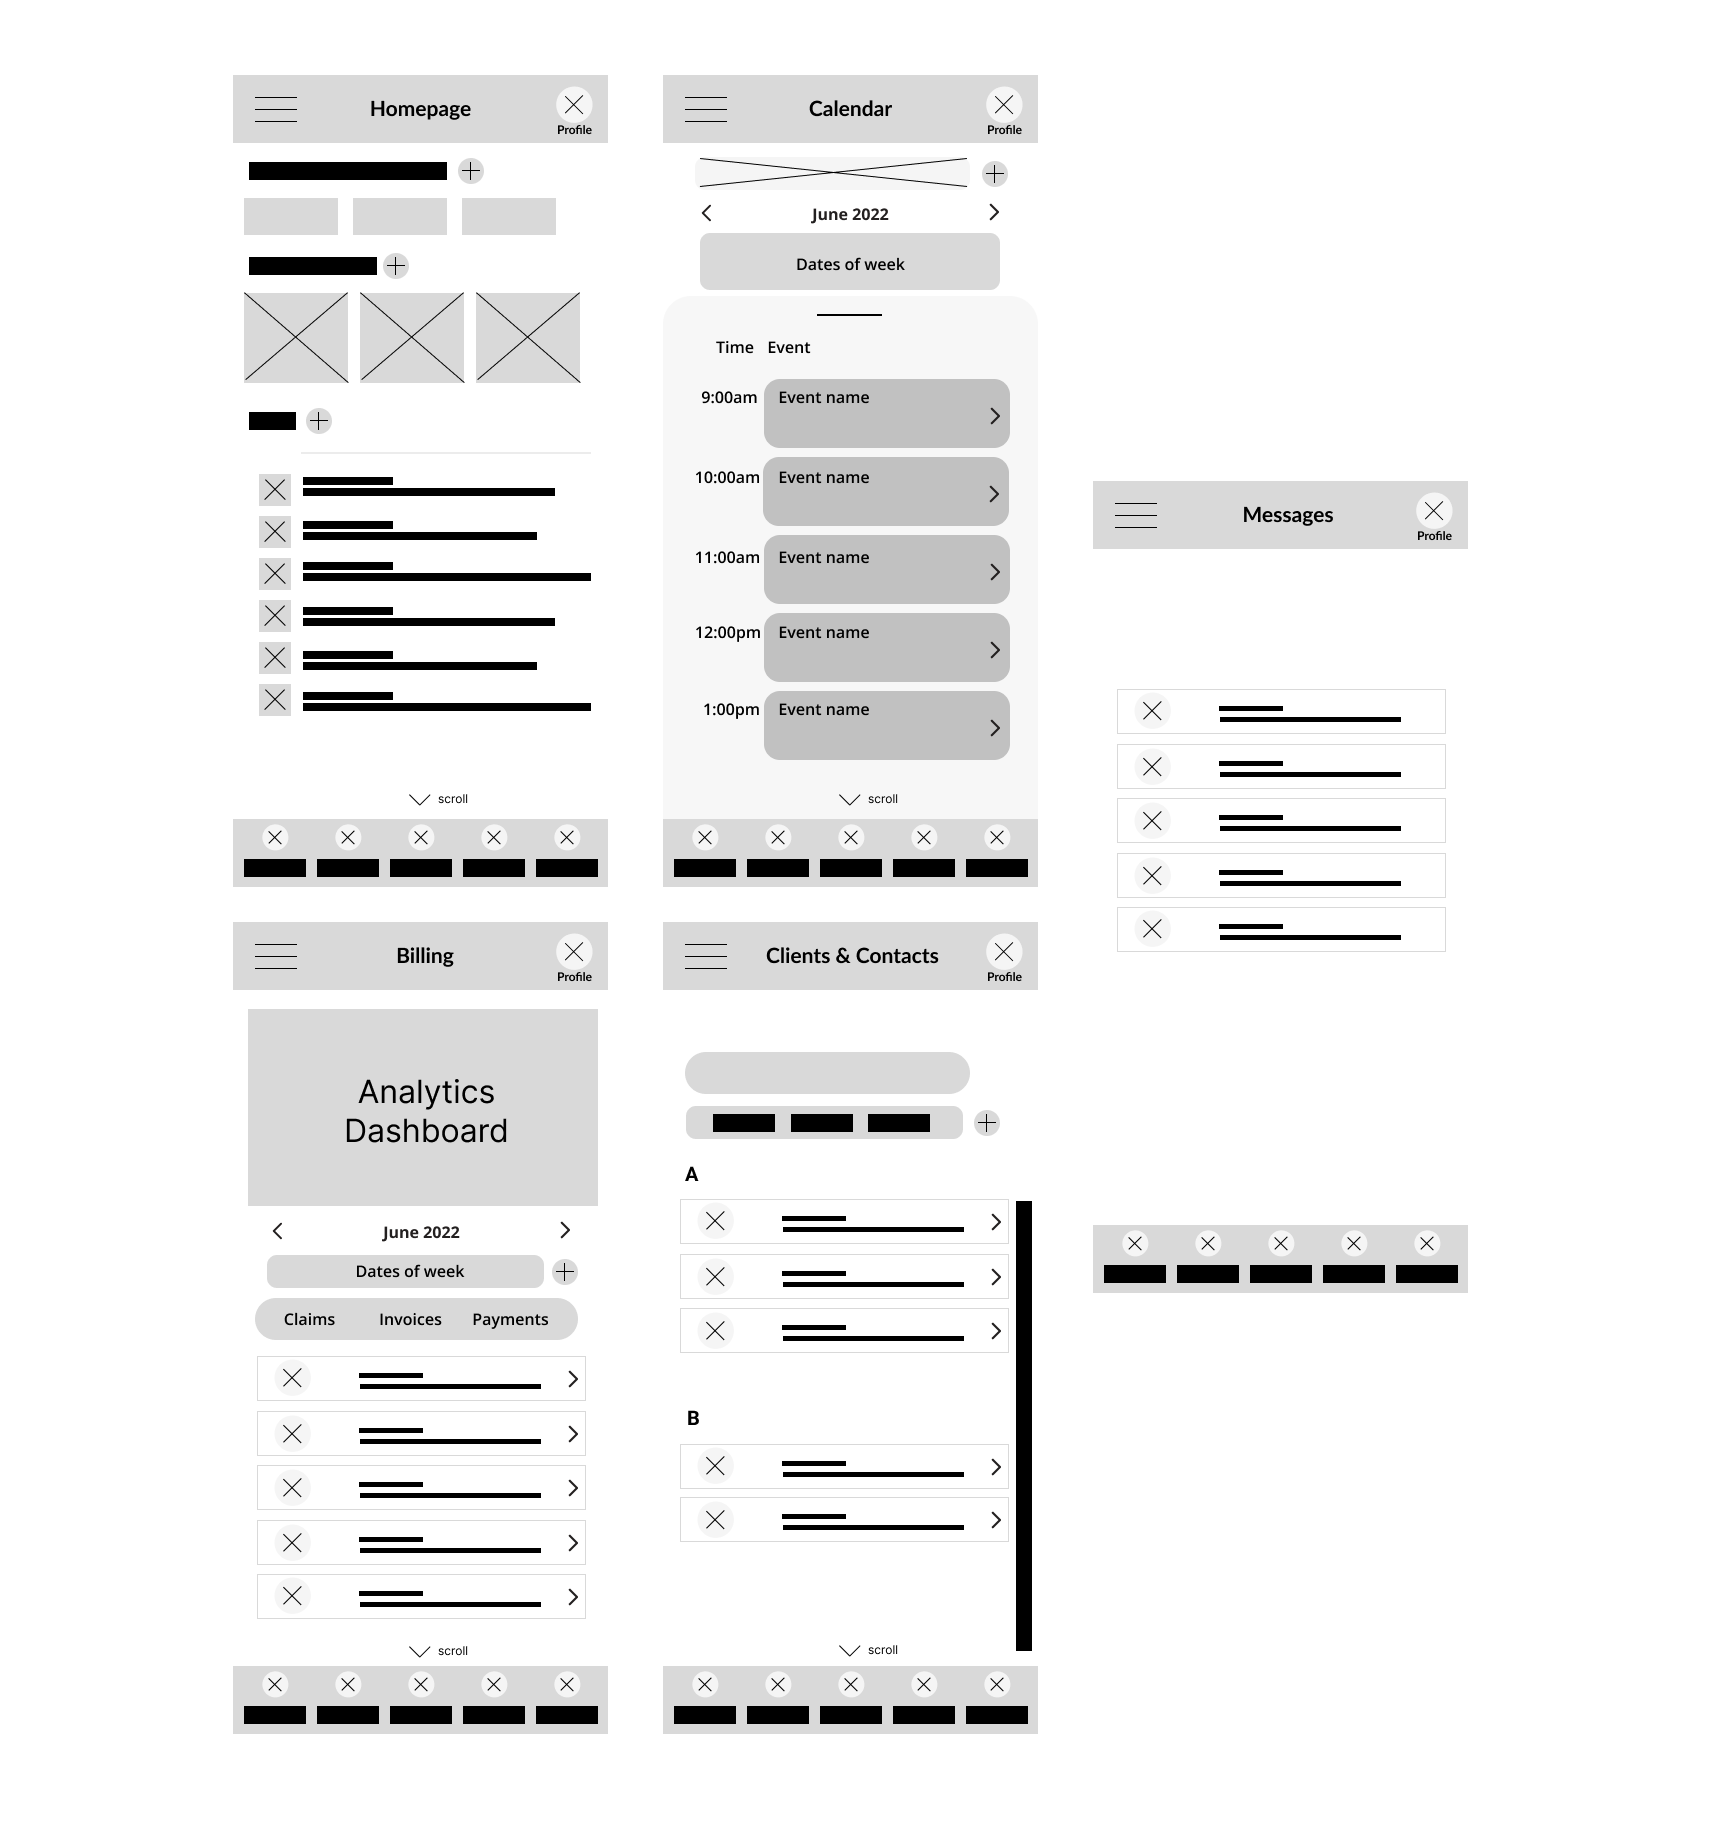 Homepage
Profile
scroll
Calendar
Profile
June 2022
Dates of week
Time Event
9:00am Event name
10:00am Event name
11:00am Event name
12:00pm Event name
1:00pm Event name
scroll
Messages
Profile
Billing
Profile
Analytics
Dashboard
June 2022
Dates of week
Claims Invoices Payments
scroll
Clients & Contacts
Profile
A
B
scroll